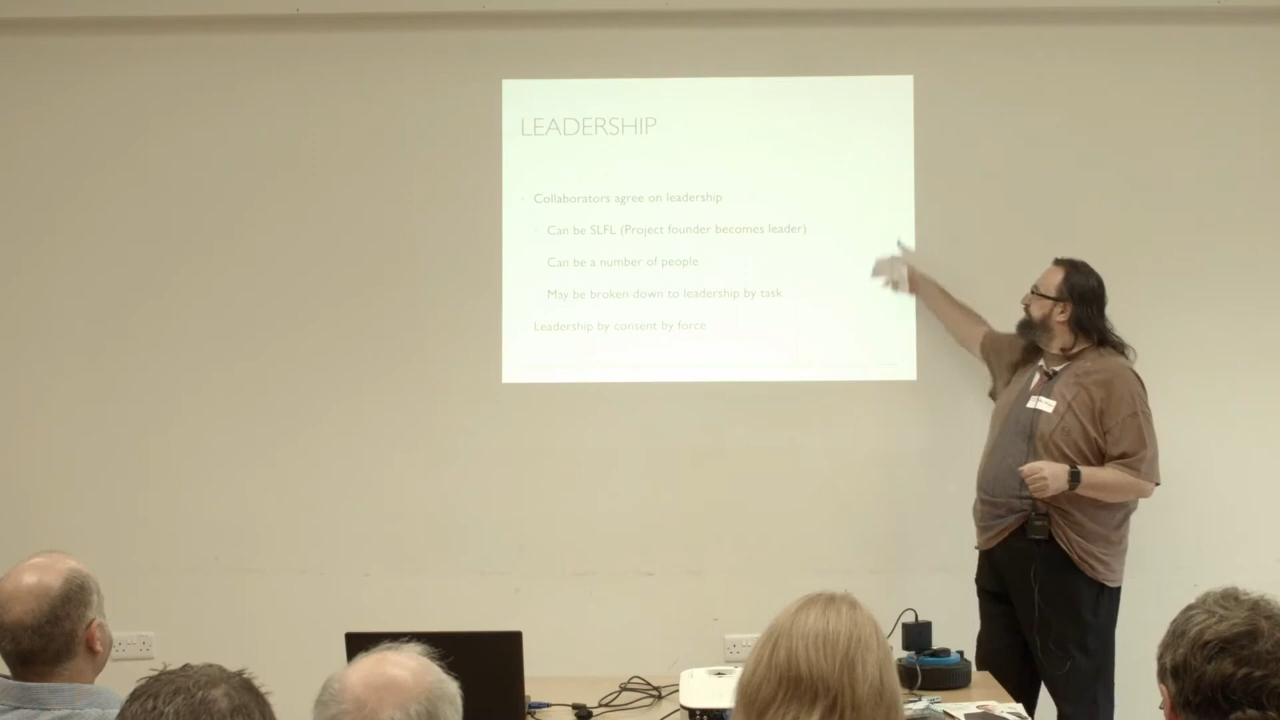 LEADERSHIP
Collaborators agree on leadership
Can be SLFL (Project founder becomes leader)
Can be a number of people
May be broken down to leadership by task
Leadership by consent by force